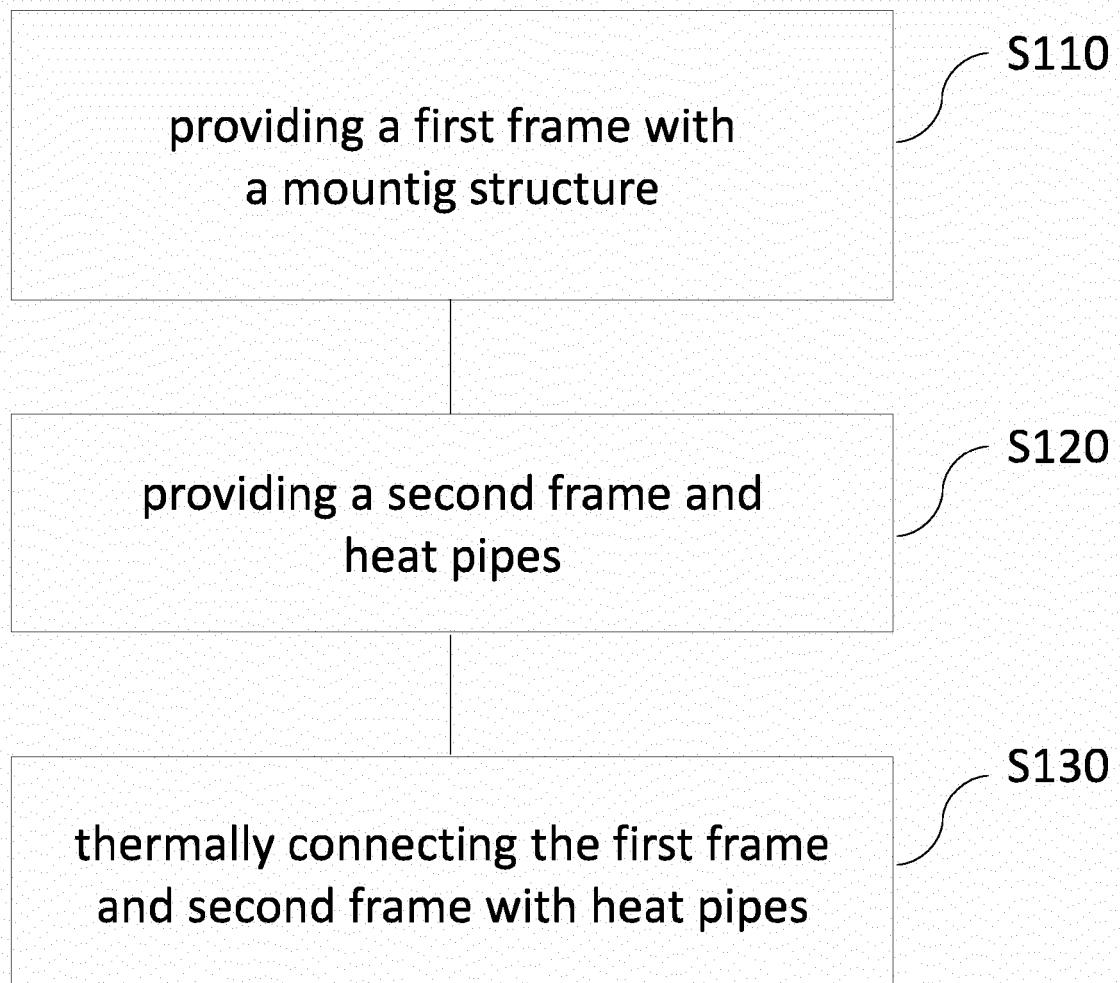 S110
providing a first frame with
a mountig structure
S120
providing a second frame and
heat pipes
S130
thermally connecting the first frame
and second frame with heat pipes